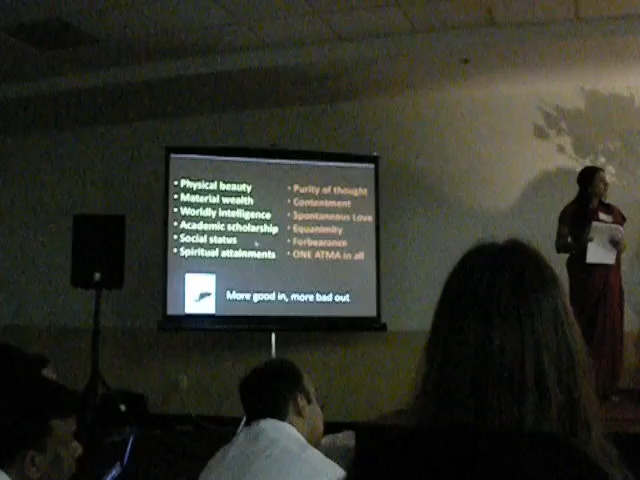 • Physical beauty
• Material wealth
• Worldly intelligence
• Academic scholarship
• Social status
• Spiritual attainments
• Purity of thought
• Contentment
• Spontaneous Love
• Equanimity
• Forbearance
• ONE ATMA in all
More good in, more bad out